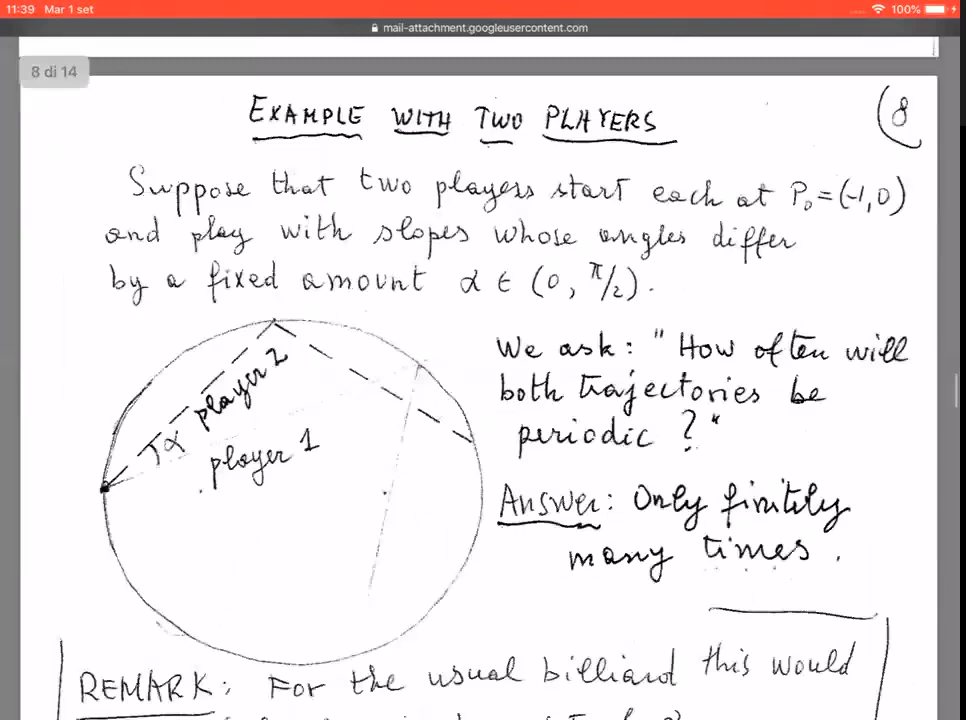 11:39 Mar 1 set
100%
mail-attachment.googleusercontent.com
8 di 14
EXAMPLE WITH TWO PLAYERS
(8
Suppose that two players start each at P₀=(-1,0)
and play with slopes whose angles differ
by a fixed amount α ∈ (0, π/2).
We ask: "How often will
both trajectories be
periodic ?"
α player 2
player 1
Answer: Only finitely
many times.
REMARK: For the usual billiard this would